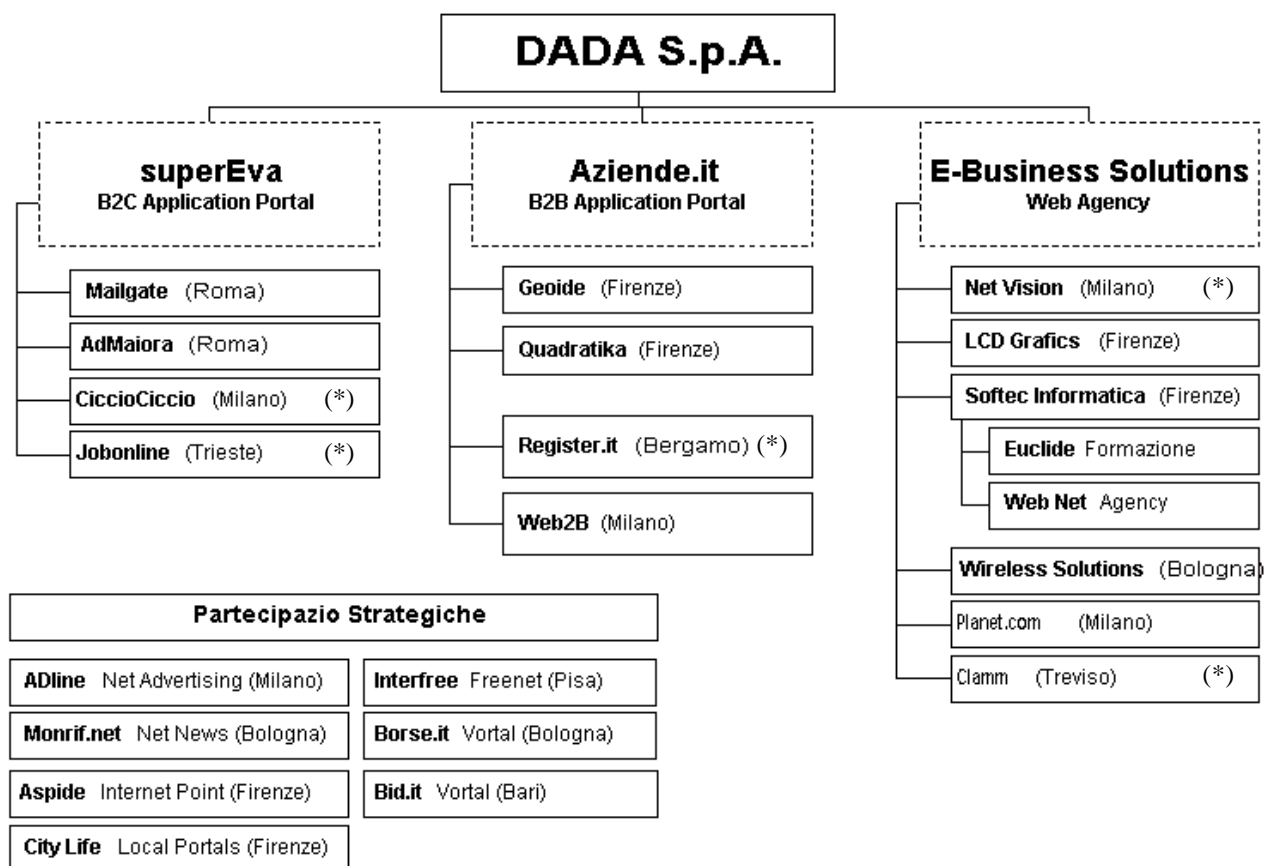 DADA S.p.A.
superEva
B2C Application Portal
Mailgate (Roma)
AdMaiora (Roma)
CiccioCiccio (Milano) (*)
Jobonline (Trieste) (*)
Aziende.it
B2B Application Portal
Geoide (Firenze)
Quadratika (Firenze)
Register.it (Bergamo) (*)
Web2B (Milano)
E-Business Solutions
Web Agency
Net Vision (Milano) (*)
LCD Grafics (Firenze)
Softec Informatica (Firenze)
Euclide Formazione
Web Net Agency
Wireless Solutions (Bologna)
Planet.com (Milano)
Clamm (Treviso) (*)
Partecipazio Strategiche
ADline Net Advertising (Milano)
Monrif.net Net News (Bologna)
Aspide Internet Point (Firenze)
City Life Local Portals (Firenze)
Interfree Freenet (Pisa)
Borse.it Vortal (Bologna)
Bid.it Vortal (Bari)